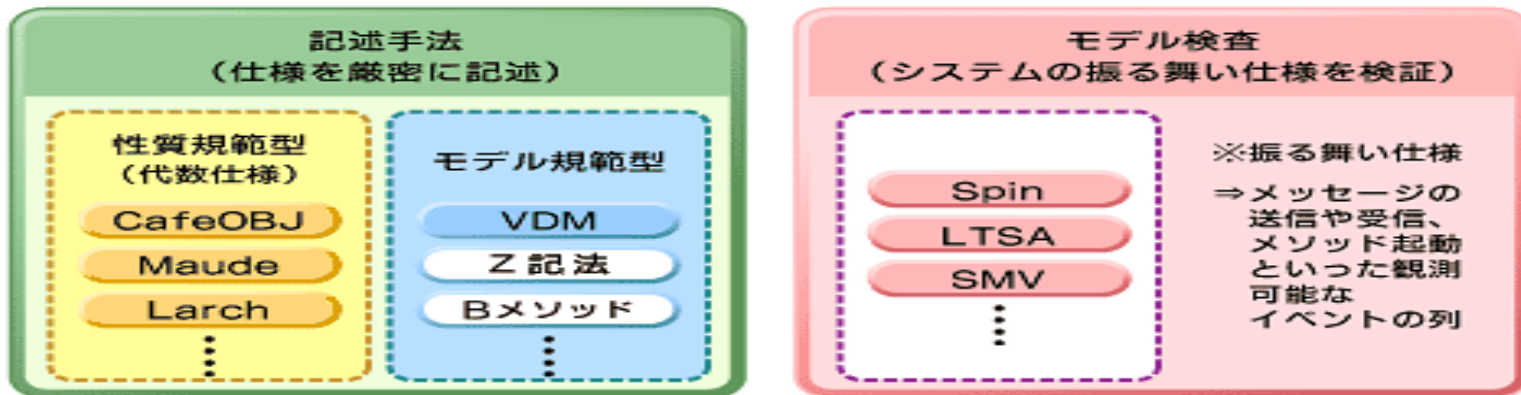 記述手法
（仕様を厳密に記述）
性質規範型
（代数仕様）
CafeOBJ
Maude
Larch
モデル規範型
VDM
Z記法
Bメソッド
モデル検査
（システムの振る舞い仕様を検証）
Spin
LTSA
SMV
※振る舞い仕様
⇒メッセージの
送信や受信、
メソッド起動
といった観測
可能な
イベントの列